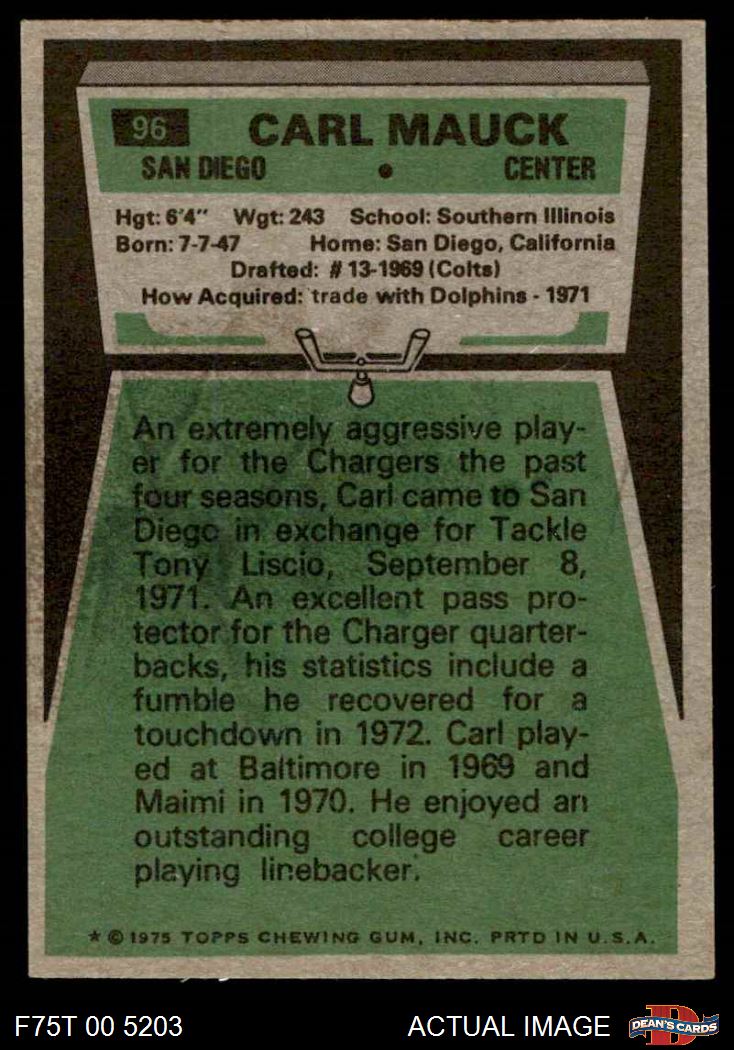 96 CARL MAUCK
SAN DIEGO • CENTER
Hgt: 6'4" Wgt: 243 School: Southern Illinois
Born: 7-7-47 Home: San Diego, California
Drafted: #13-1969 (Colts)
How Acquired: trade with Dolphins - 1971
An extremely aggressive play-
er for the Chargers the past
four seasons, Carl came to San
Diego in exchange for Tackle
Tony Liscio, September 8,
1971. An excellent pass pro-
tector for the Charger quarter-
backs, his statistics include a
fumble he recovered for a
touchdown in 1972. Carl play-
ed at Baltimore in 1969 and
Maimi in 1970. He enjoyed an
outstanding college career
playing linebacker.
★ © 1975 TOPPS CHEWING GUM, INC. PRTD IN U.S.A.
F75T 00 5203 ACTUAL IMAGE D DEAN'S CARDS